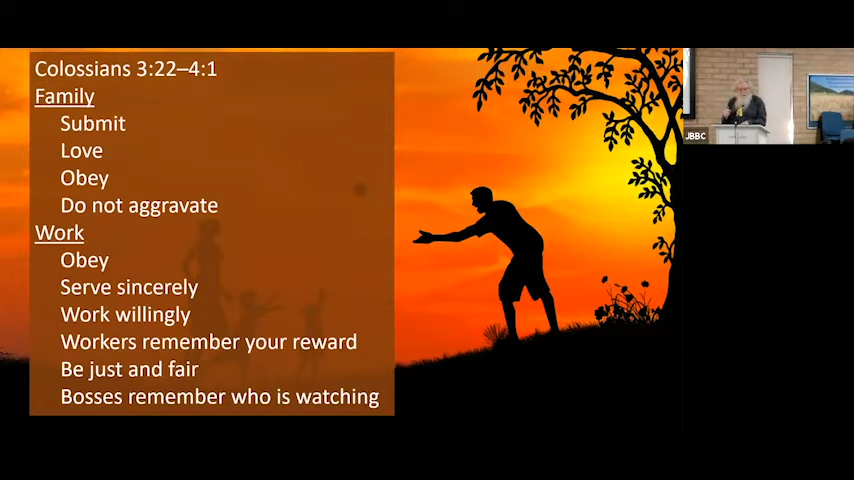 Colossians 3:22–4:1
Family
Submit
Love
Obey
Do not aggravate
Work
Obey
Serve sincerely
Work willingly
Workers remember your reward
Be just and fair
Bosses remember who is watching
JBBC